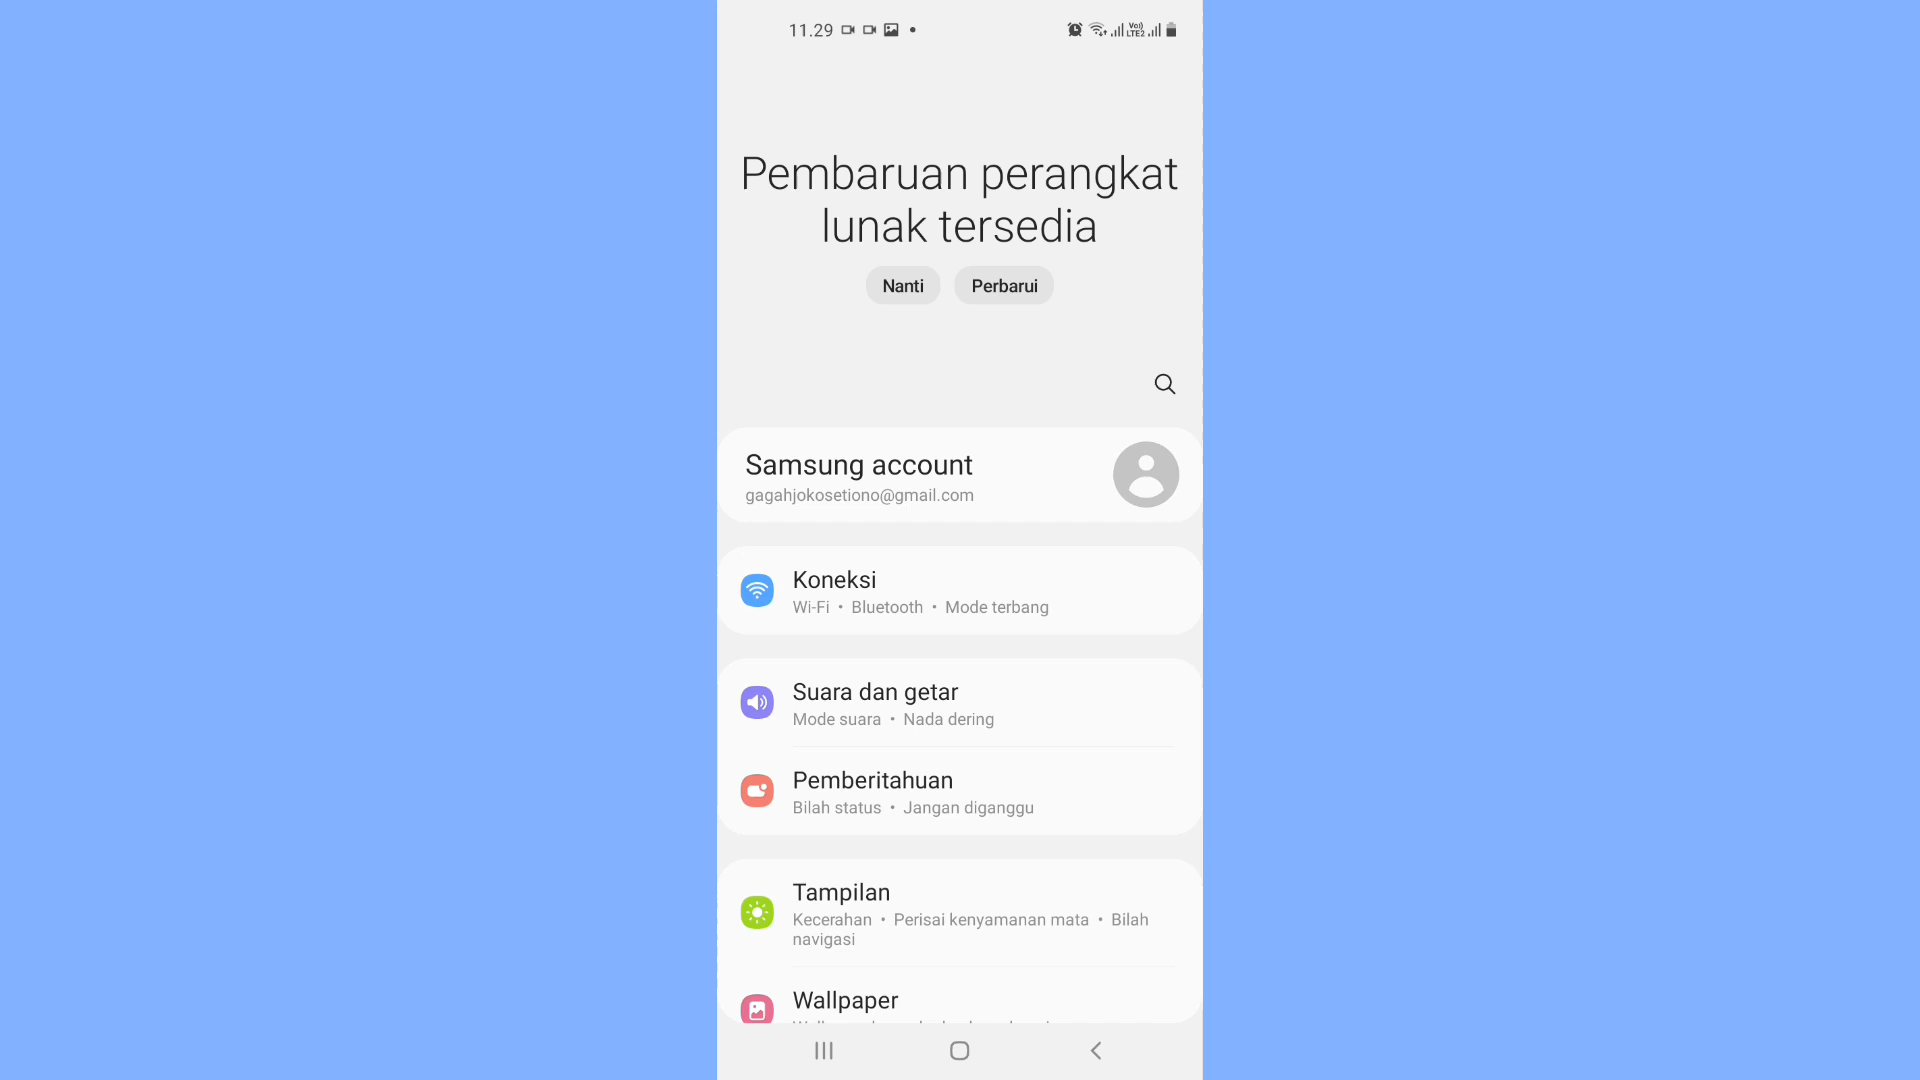 11.29
Vo))
LTE2
Pembaruan perangkat
lunak tersedia
Nanti
Perbarui
Samsung account
gagahjokosetiono@gmail.com
Koneksi
Wi-Fi • Bluetooth • Mode terbang
Suara dan getar
Mode suara • Nada dering
Pemberitahuan
Bilah status • Jangan diganggu
Tampilan
Kecerahan • Perisai kenyamanan mata • Bilah
navigasi
Wallpaper